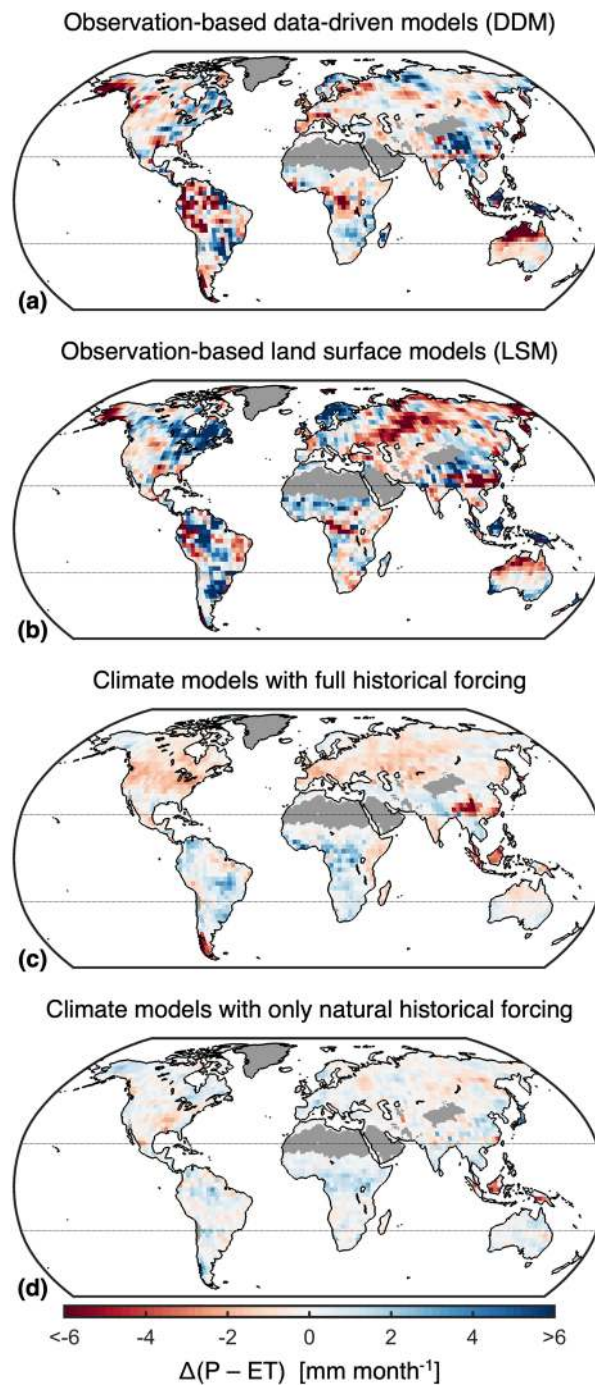 Observation-based data-driven models (DDM)
(a)
Observation-based land surface models (LSM)
(b)
Climate models with full historical forcing
(c)
Climate models with only natural historical forcing
(d)
<-6 -4 -2 0 2 4 >6
Δ(P – ET) [mm month⁻¹]